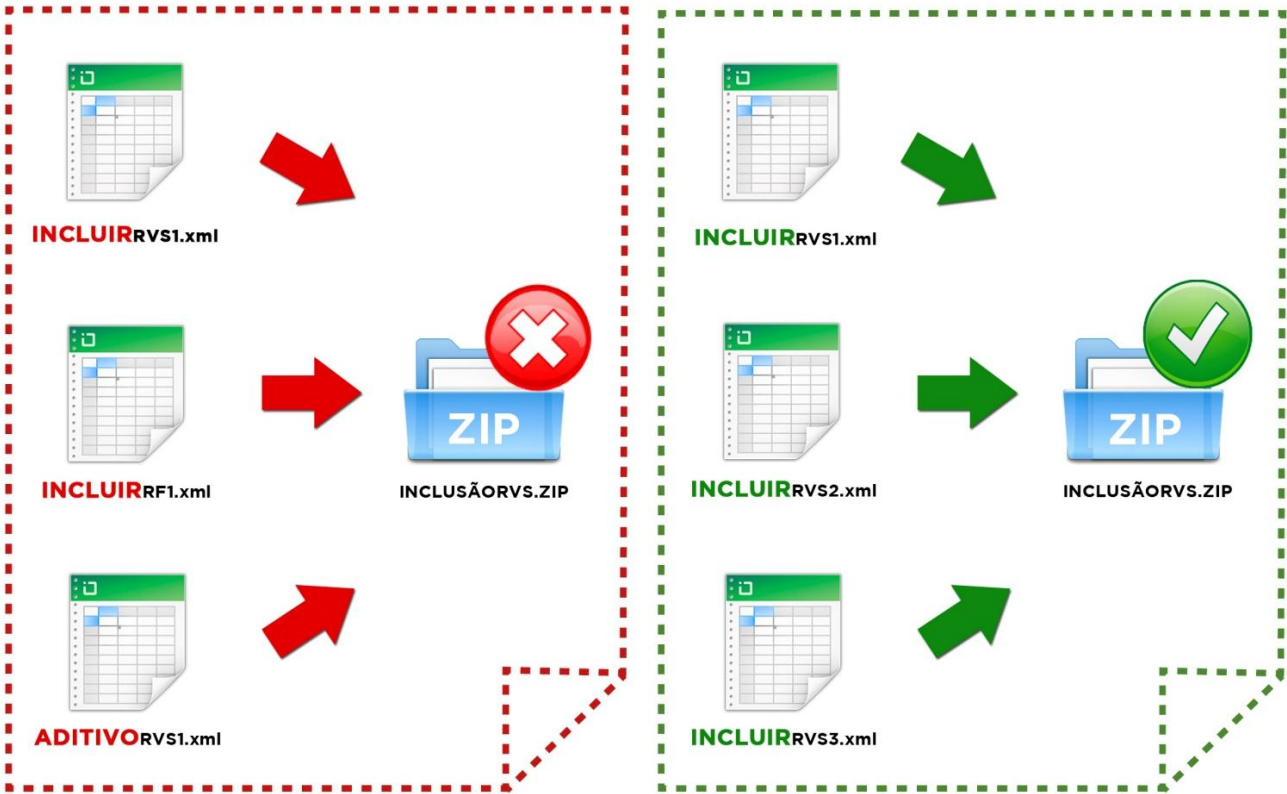 INCLUIRRVS1.xml
INCLUIRRF1.xml
ADITIVORVS1.xml
ZIP
INCLUSÃORVS.ZIP
INCLUIRRVS1.xml
INCLUIRRVS2.xml
INCLUIRRVS3.xml
ZIP
INCLUSÃORVS.ZIP